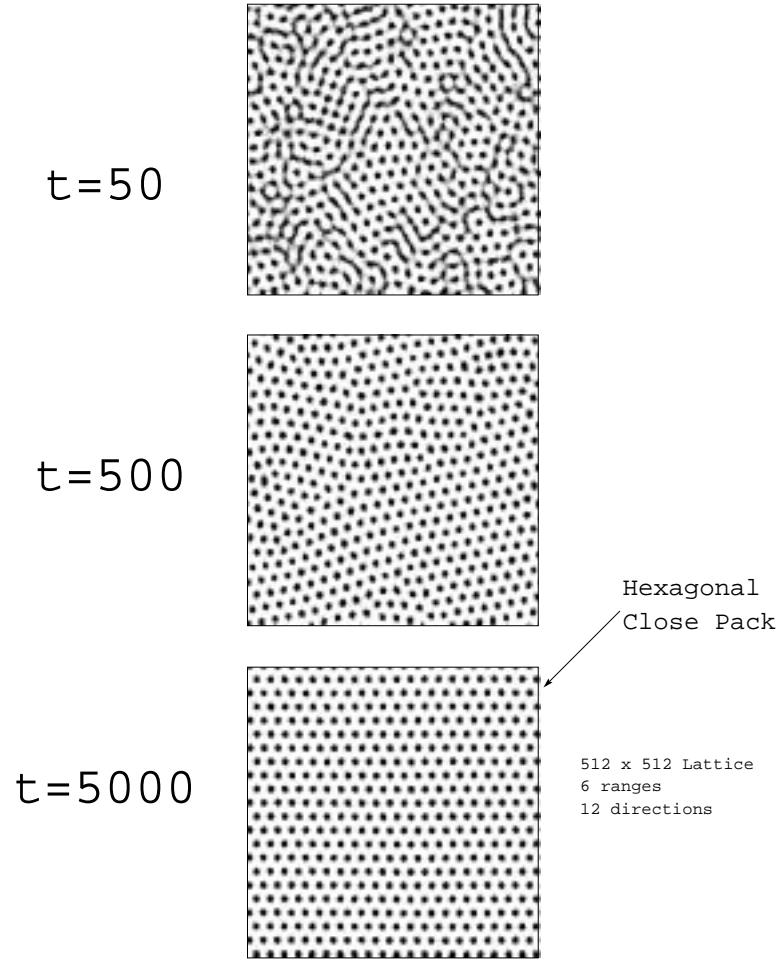 t=50
t=500
Hexagonal
Close Pack
t=5000
512 x 512 Lattice
6 ranges
12 directions